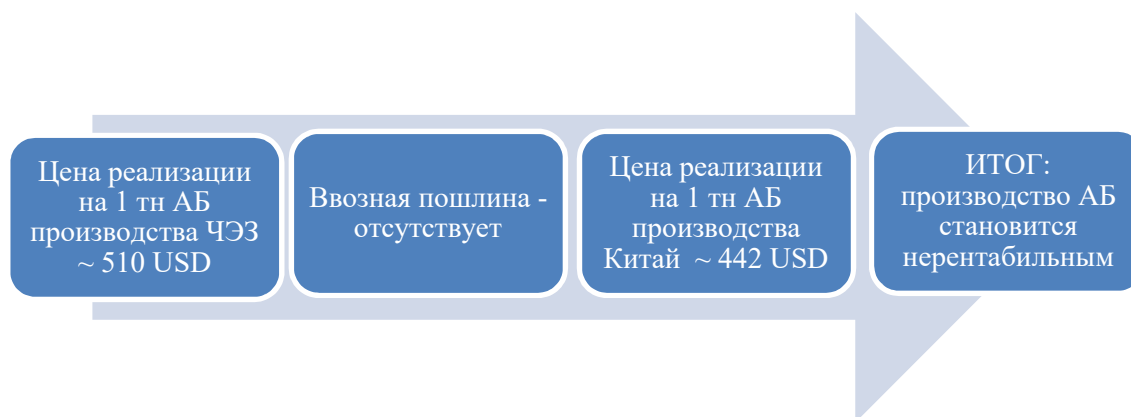 Цена реализации
на 1 тн АБ
производства ЧЭЗ
~ 510 USD
Ввозная пошлина -
отсутствует
Цена реализации
на 1 тн АБ
производства
Китай ~ 442 USD
ИТОГ:
производство АБ
становится
нерентабильным